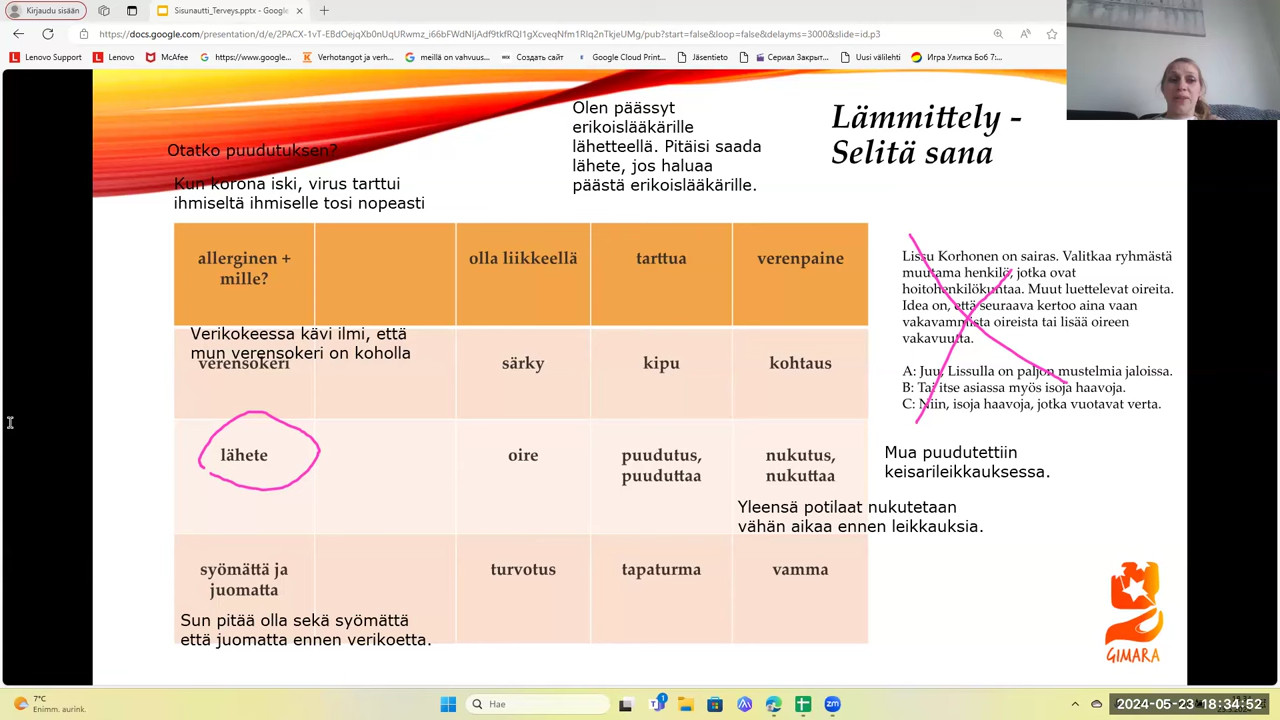 Kirjaudu sisään
Sisunautti_Terveys.pptx - Google
https://docs.google.com/presentation/d/e/2PACX-1vT-EBdOejqXb0nUqURwmz_i66bFWdNIjAdf9tkfRQJ1gXcveqNfm1RIq2nTkjeUMg/pub?start=false&loop=false&delayms=3000&slide=id.p3
Lenovo Support
Lenovo
McAfee
https://www.google...
Verhotangot ja verh...
meillä on vahvuus...
Создать сайт
Google Cloud Print...
Jäsentieto
Сериал Закрыт...
Uusi välilehti
Игра Улитка Боб 7:...
Lämmittely -
Selitä sana
Olen päässyt
erikoislääkärille
lähetteellä. Pitäisi saada
lähete, jos haluaa
päästä erikoislääkärille.
Otatko puudutuksen?
Kun korona iski, virus tarttui
ihmiseltä ihmiselle tosi nopeasti
allerginen +
mille?
olla liikkeellä
tarttua
verenpaine
Verikokeessa kävi ilmi, että
mun verensokeri on koholla
verensokeri
särky
kipu
kohtaus
lähete
oire
puudutus,
puuduttaa
nukutus,
nukuttaa
Yleensä potilaat nukutetaan
vähän aikaa ennen leikkauksia.
syömättä ja
juomatta
turvotus
tapaturma
vamma
Sun pitää olla sekä syömättä
että juomatta ennen verikoetta.
Lissu Korhonen on sairas. Valitkaa ryhmästä
muutama henkilö, jotka ovat
hoitohenkilökuntaa. Muut luettelevat oireita.
Idea on, että seuraava kertoo aina vaan
vakavammista oireista tai lisää oireen
vakavuutta.
A: Juu, Lissulla on paljon mustelmia jaloissa.
B: Tai itse asiassa myös isoja haavoja.
C: Niin, isoja haavoja, jotka vuotavat verta.
Mua puudutettiin
keisarileikkauksessa.
GIMARA
7°C
Enimm. aurink.
Hae
2024-05-23 18:34:52